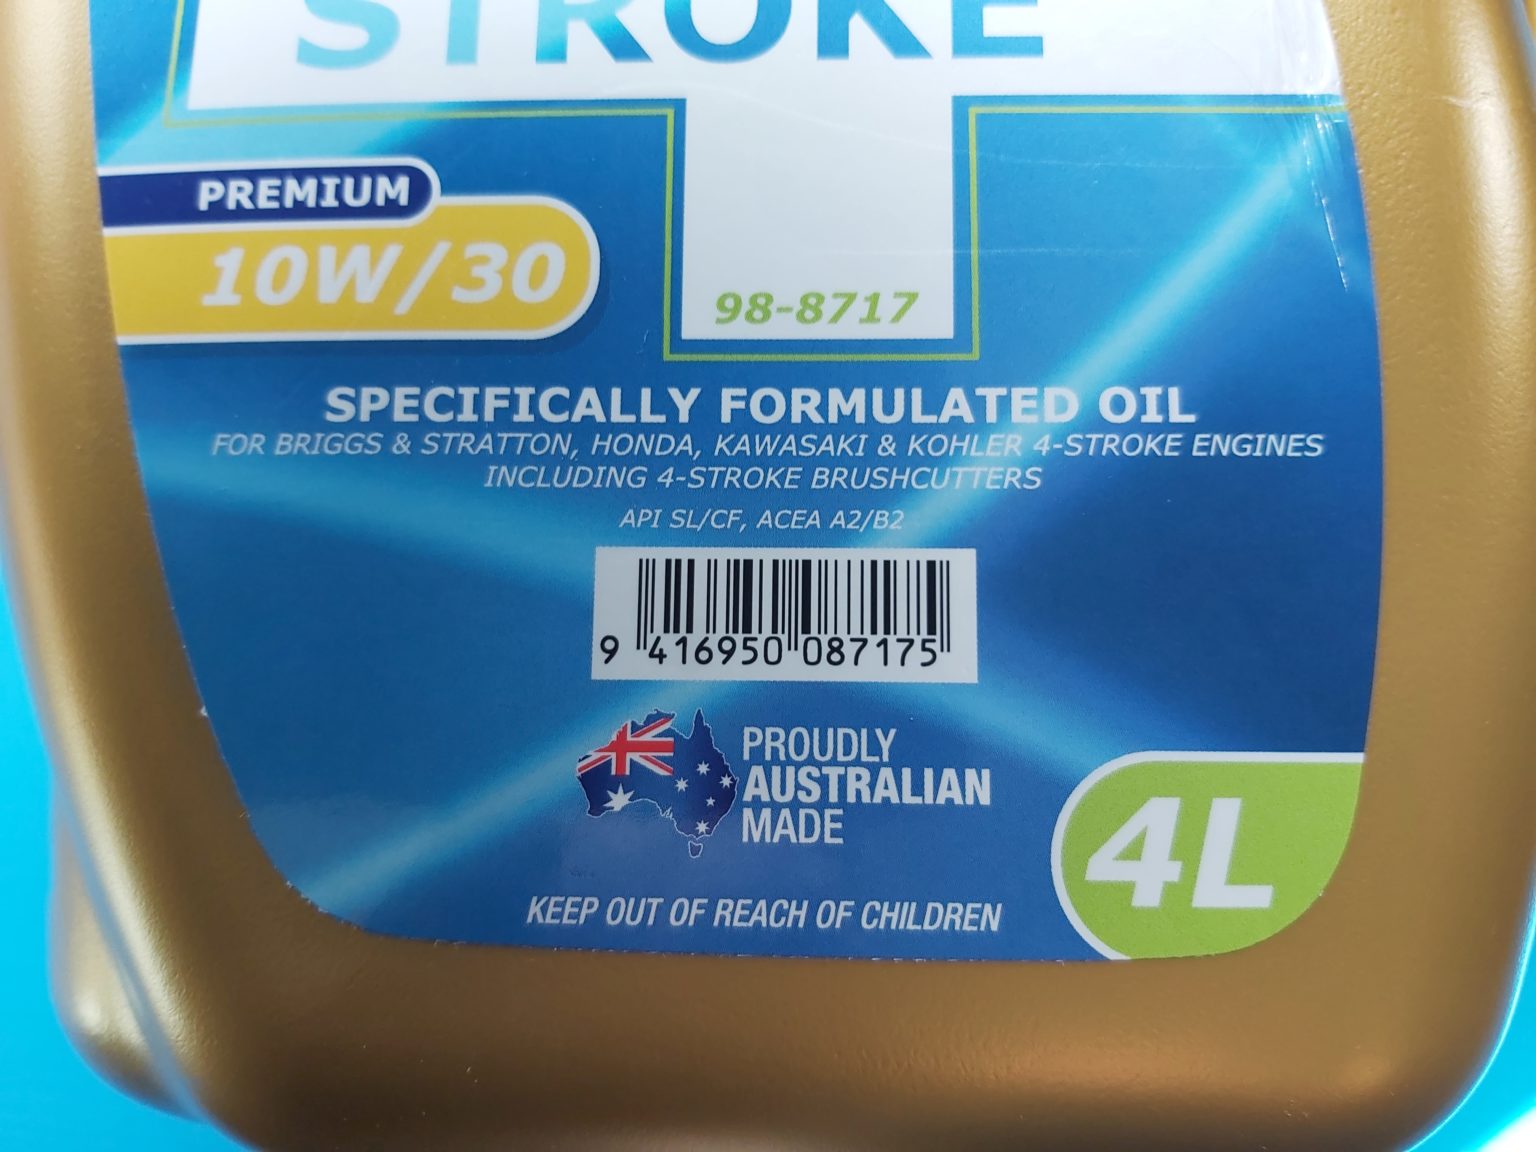 STROKE
PREMIUM
10W/30
98-8717
SPECIFICALLY FORMULATED OIL
FOR BRIGGS & STRATTON, HONDA, KAWASAKI & KOHLER 4-STROKE ENGINES
INCLUDING 4-STROKE BRUSHCUTTERS
API SL/CF, ACEA A2/B2
9 416950 087175
PROUDLY
AUSTRALIAN
MADE
4L
KEEP OUT OF REACH OF CHILDREN